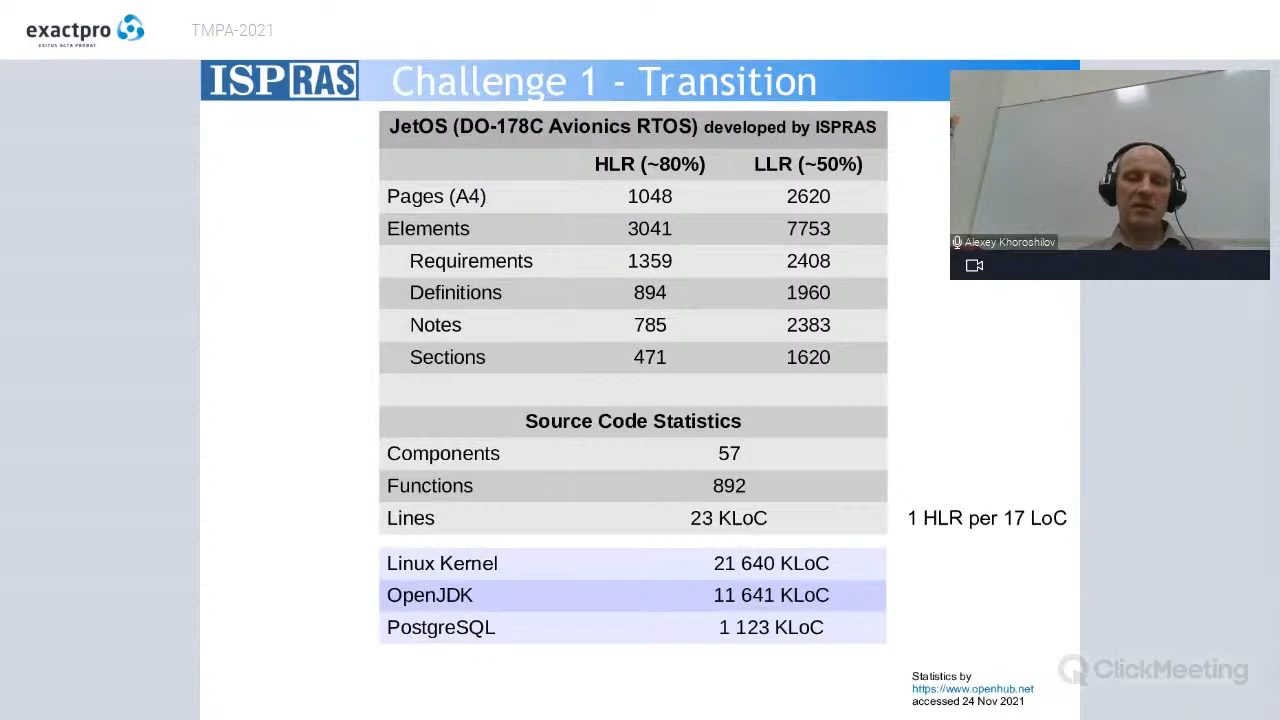 exactpro
EXITUS ACTA PROBAT
TMPA-2021
ISP RAS
Challenge 1 - Transition
JetOS (DO-178C Avionics RTOS) developed by ISPRAS
HLR (~80%) LLR (~50%)
Pages (A4) 1048 2620
Elements 3041 7753
Requirements 1359 2408
Definitions 894 1960
Notes 785 2383
Sections 471 1620
Source Code Statistics
Components 57
Functions 892
Lines 23 KLoC
1 HLR per 17 LoC
Linux Kernel 21 640 KLoC
OpenJDK 11 641 KLoC
PostgreSQL 1 123 KLoC
Alexey Khoroshilov
Statistics by
https://www.openhub.net
accessed 24 Nov 2021
ClickMeeting